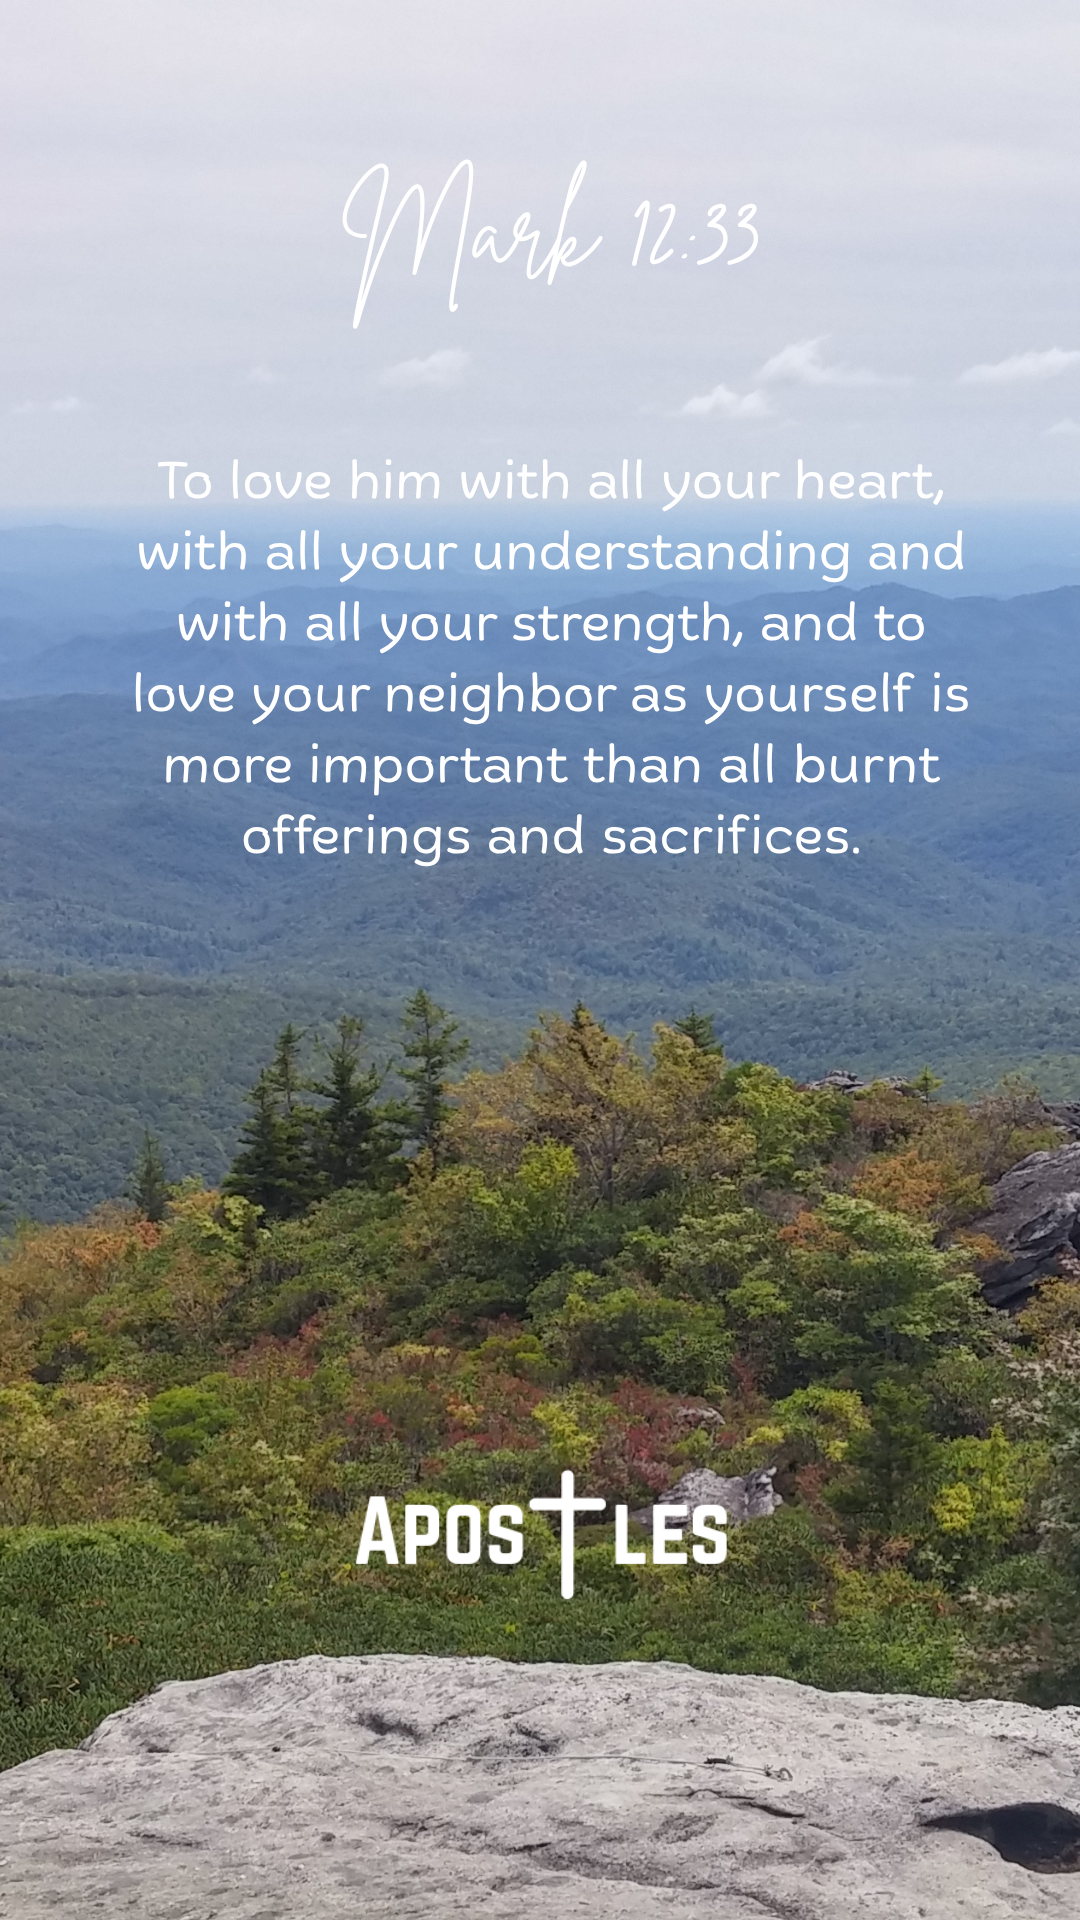 Mark 12:33
To love him with all your heart,
with all your understanding and
with all your strength, and to
love your neighbor as yourself is
more important than all burnt
offerings and sacrifices.
APOSTLES